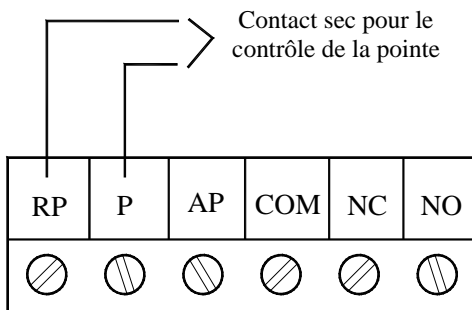 Contact sec pour le
contrôle de la pointe
RP P AP COM NC NO